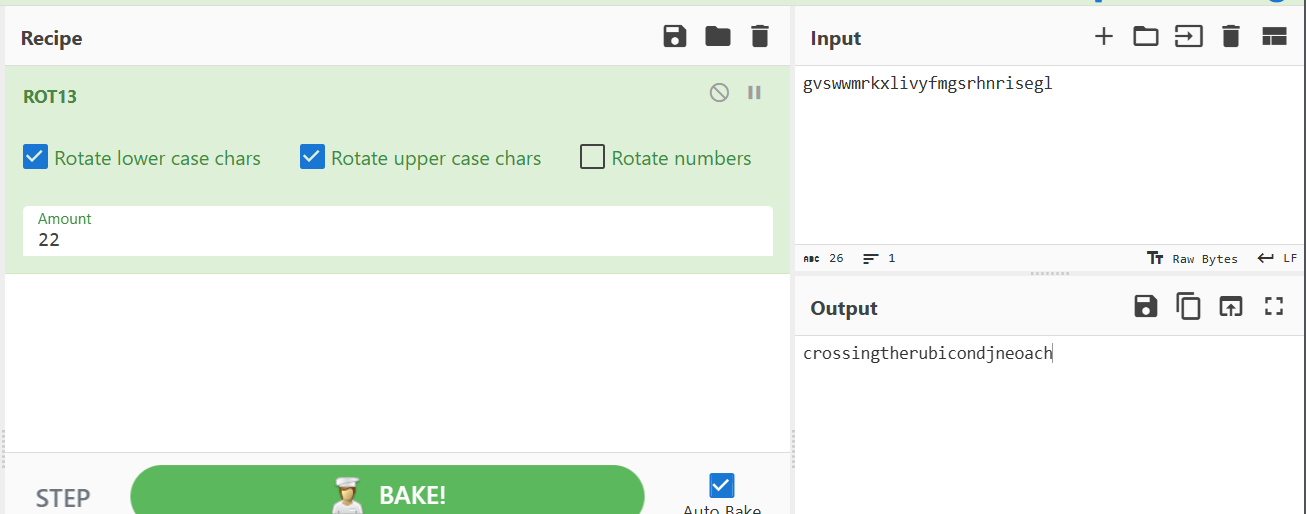 Recipe
Input
ROT13
gvswwmrkxlivyfmgsrhnrisegl
Rotate lower case chars
Rotate upper case chars
Rotate numbers
Amount
22
ABC 26
1
Tт Raw Bytes
LF
Output
crossingtherubicondjneoach
STEP
BAKE!
Auto Bake